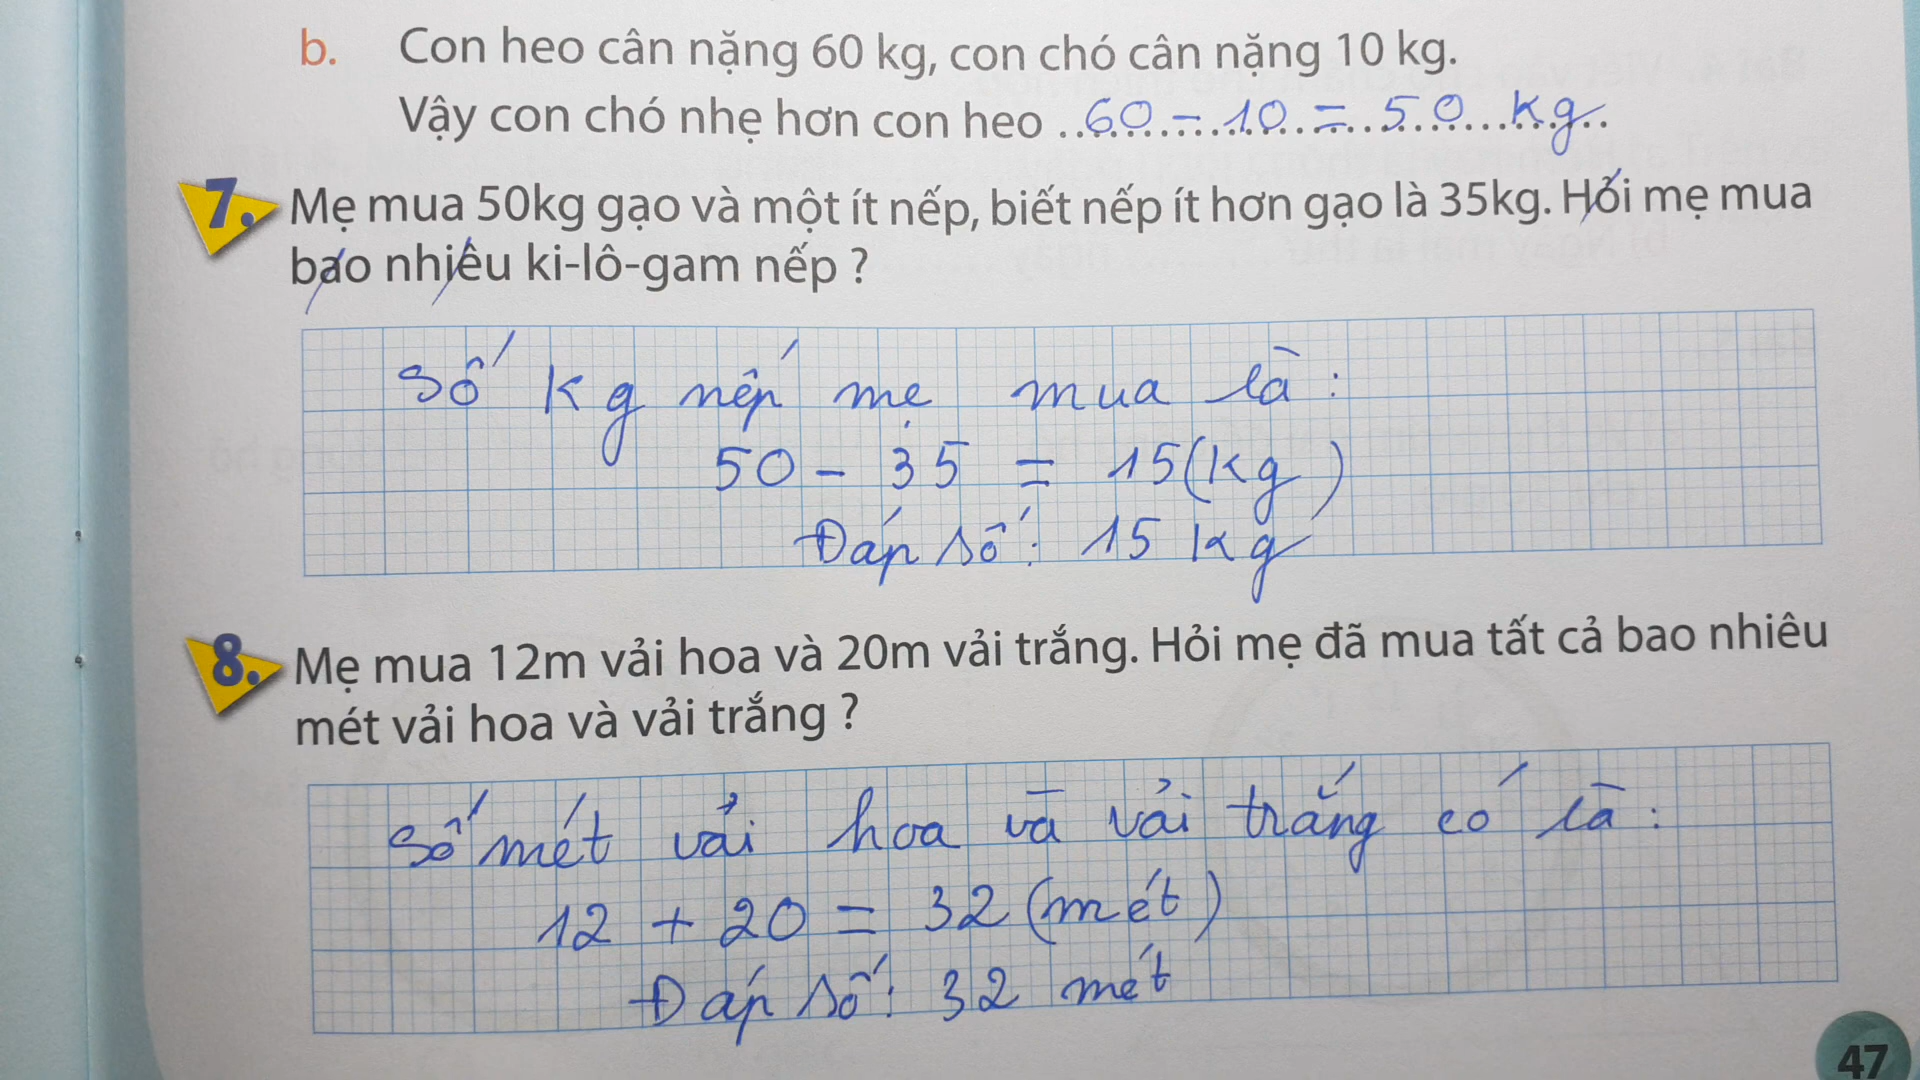 b. Con heo cân nặng 60 kg, con chó cân nặng 10 kg.
Vậy con chó nhẹ hơn con heo ..60 - 10 = 50 kg..
7. Mẹ mua 50kg gạo và một ít nếp, biết nếp ít hơn gạo là 35kg. Hỏi mẹ mua
bao nhiêu ki-lô-gam nếp ?
Số kg nếp mẹ mua là:
50 - 35 = 15(kg)
Đáp số: 15 kg
8. Mẹ mua 12m vải hoa và 20m vải trắng. Hỏi mẹ đã mua tất cả bao nhiêu
mét vải hoa và vải trắng ?
Số mét vải hoa và vải trắng có là:
12 + 20 = 32 (mét)
Đáp số: 32 mét
47